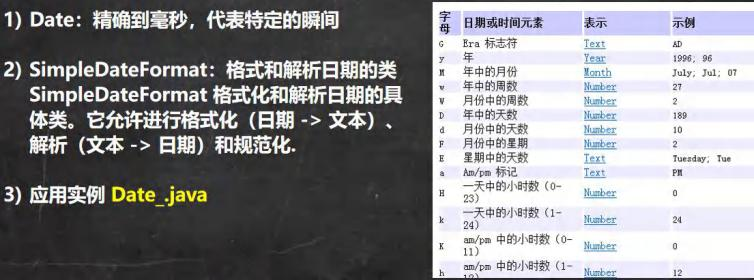 1) Date：精确到毫秒，代表特定的瞬间
2) SimpleDateFormat：格式和解析日期的类
SimpleDateFormat 格式化和解析日期的具
体类。它允许进行格式化（日期 -> 文本）、
解析（文本 -> 日期）和规范化.
3) 应用实例 Date_.java
字母 日期或时间元素 表示 示例
G Era 标志符 Text AD
y 年 Year 1996; 96
M 年中的月份 Month July; Jul; 07
w 年中的周数 Number 27
W 月份中的周数 Number 2
D 年中的天数 Number 189
d 月份中的天数 Number 10
F 月份中的星期 Number 2
E 星期中的天数 Text Tuesday; Tue
a Am/pm 标记 Text PM
H 一天中的小时数（0-23） Number 0
k 一天中的小时数（1-24） Number 24
K am/pm 中的小时数（0-11） Number 0
h am/pm 中的小时数（1-12） Number 12